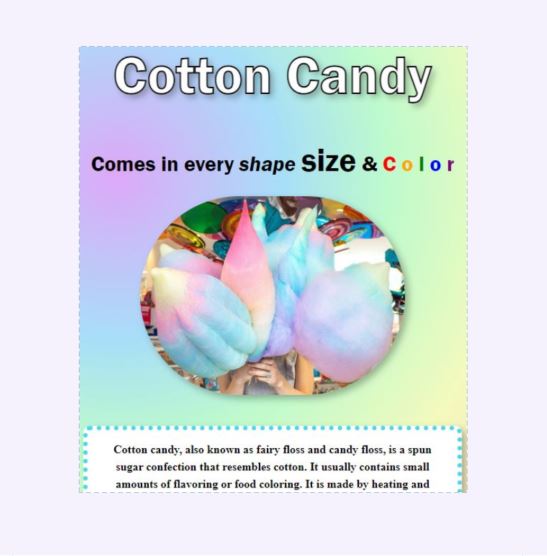 Cotton Candy
Comes in every shape size & Color
Cotton candy, also known as fairy floss and candy floss, is a spun
sugar confection that resembles cotton. It usually contains small
amounts of flavoring or food coloring. It is made by heating and